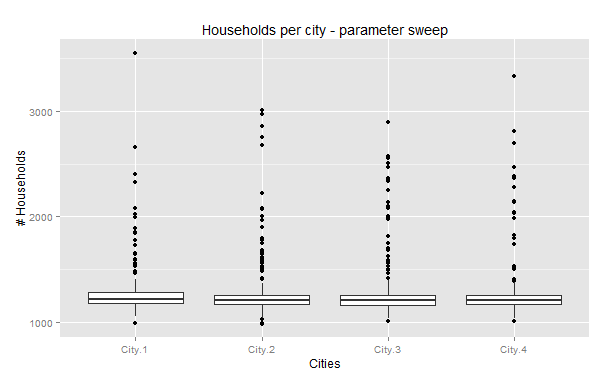 Households per city - parameter sweep
# Households
3000
2000
1000
City.1 City.2 City.3 City.4
Cities